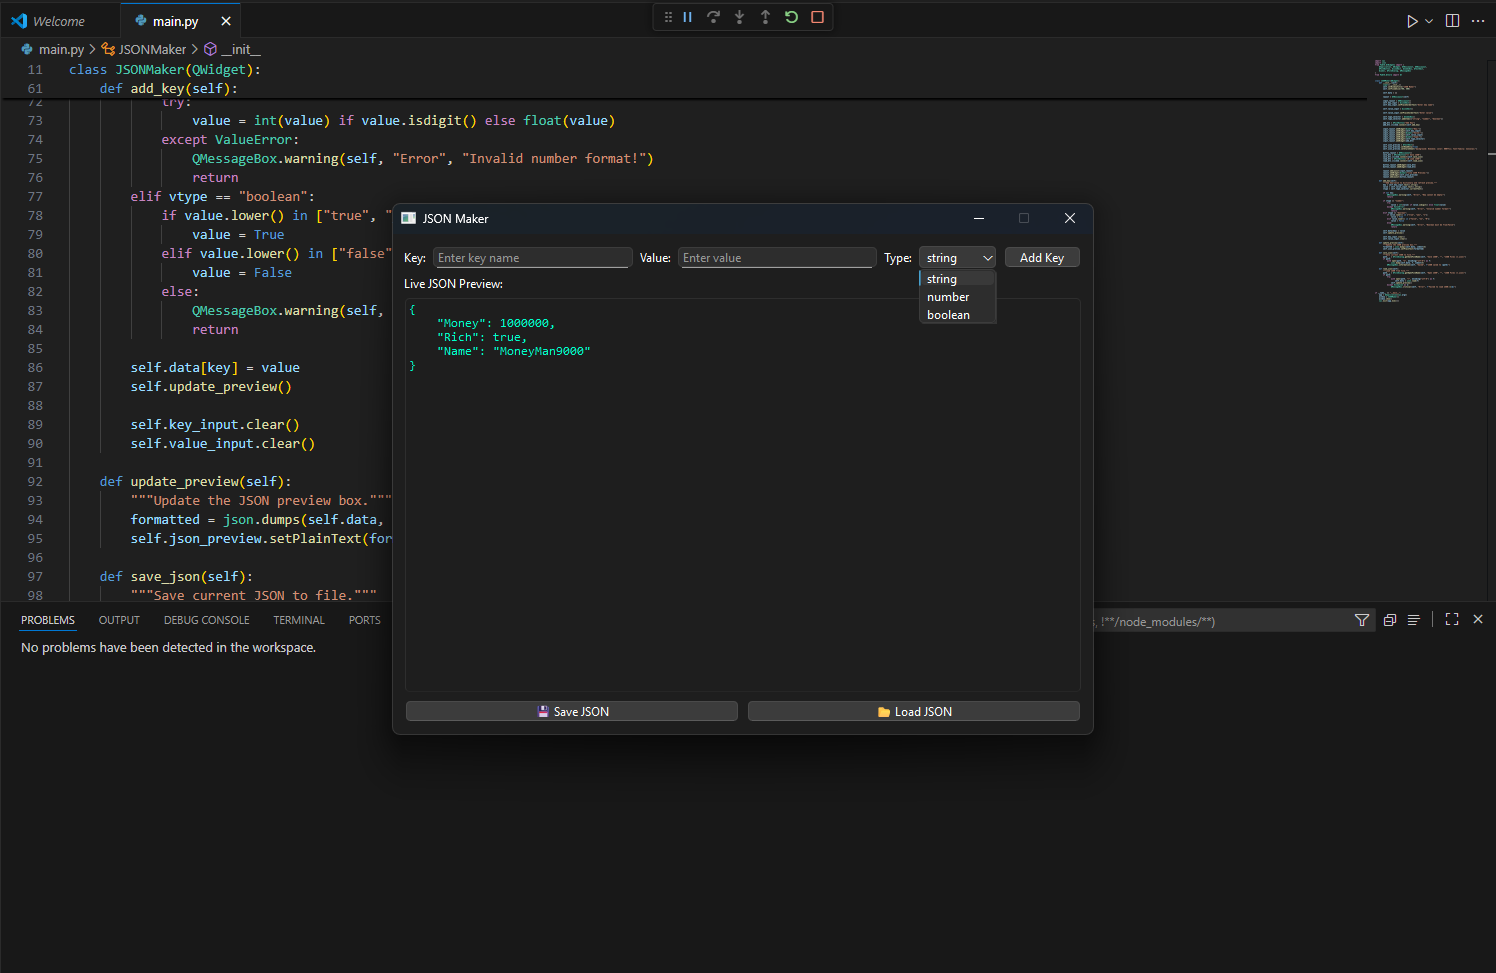 Welcome
main.py
main.py > JSONMaker > __init__
11 class JSONMaker(QWidget):
61 def add_key(self):
72 try:
73 value = int(value) if value.isdigit() else float(value)
74 except ValueError:
75 QMessageBox.warning(self, "Error", "Invalid number format!")
76 return
77 elif vtype == "boolean":
78 if value.lower() in ["true", "
79 value = True
80 elif value.lower() in ["false"
81 value = False
82 else:
83 QMessageBox.warning(self,
84 return
85
86 self.data[key] = value
87 self.update_preview()
88
89 self.key_input.clear()
90 self.value_input.clear()
91
92 def update_preview(self):
93 """Update the JSON preview box."""
94 formatted = json.dumps(self.data,
95 self.json_preview.setPlainText(for
96
97 def save_json(self):
98 """Save current JSON to file."""
JSON Maker
Key: Enter key name Value: Enter value Type: string Add Key
string
number
boolean
Live JSON Preview:
{
"Money": 1000000,
"Rich": true,
"Name": "MoneyMan9000"
}
Save JSON
Load JSON
PROBLEMS OUTPUT DEBUG CONSOLE TERMINAL PORTS
, !**/node_modules/**)
No problems have been detected in the workspace.